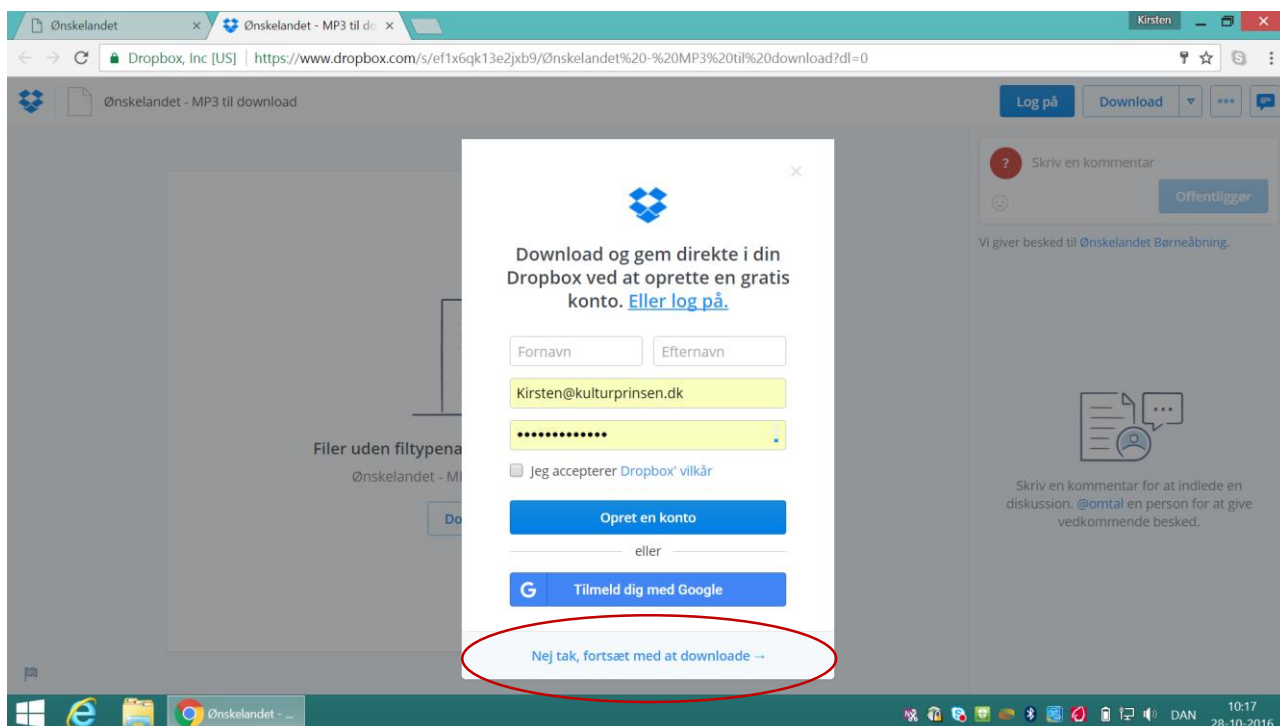 Ønskelandet
Ønskelandet - MP3 til do
Kirsten
Dropbox, Inc [US] | https://www.dropbox.com/s/ef1x6qk13e2jxb9/Ønskelandet%20-%20MP3%20til%20download?dl=0
Ønskelandet - MP3 til download
Log på
Download
Skriv en kommentar
Offentliggør
Vi giver besked til Ønskelandet Børneåbning.
Download og gem direkte i din
Dropbox ved at oprette en gratis
konto. Eller log på.
Fornavn
Efternavn
Kirsten@kulturprinsen.dk
Jeg accepterer Dropbox' vilkår
Opret en konto
eller
G Tilmeld dig med Google
Nej tak, fortsæt med at downloade →
Filer uden filtypena
Ønskelandet - M
Do
Skriv en kommentar for at indlede en
diskussion. @omtal en person for at give
vedkommende besked.
Ønskelandet - ...
DAN
10:17
28-10-2016